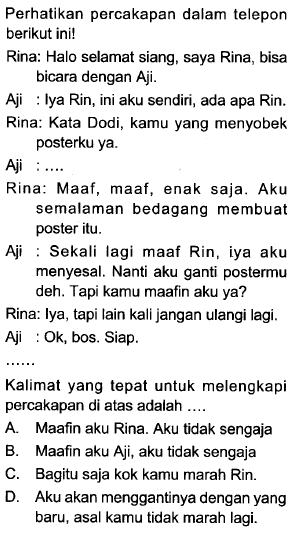 Perhatikan percakapan dalam telepon
berikut ini!
Rina: Halo selamat siang, saya Rina, bisa
bicara dengan Aji.
Aji : Iya Rin, ini aku sendiri, ada apa Rin.
Rina: Kata Dodi, kamu yang menyobek
posterku ya.
Aji : ....
Rina: Maaf, maaf, enak saja. Aku
semalaman bedagang membuat
poster itu.
Aji : Sekali lagi maaf Rin, iya aku
menyesal. Nanti aku ganti postermu
deh. Tapi kamu maafin aku ya?
Rina: Iya, tapi lain kali jangan ulangi lagi.
Aji : Ok, bos. Siap.
......
Kalimat yang tepat untuk melengkapi
percakapan di atas adalah ....
A. Maafin aku Rina. Aku tidak sengaja
B. Maafin aku Aji, aku tidak sengaja
C. Bagitu saja kok kamu marah Rin.
D. Aku akan menggantinya dengan yang
baru, asal kamu tidak marah lagi.